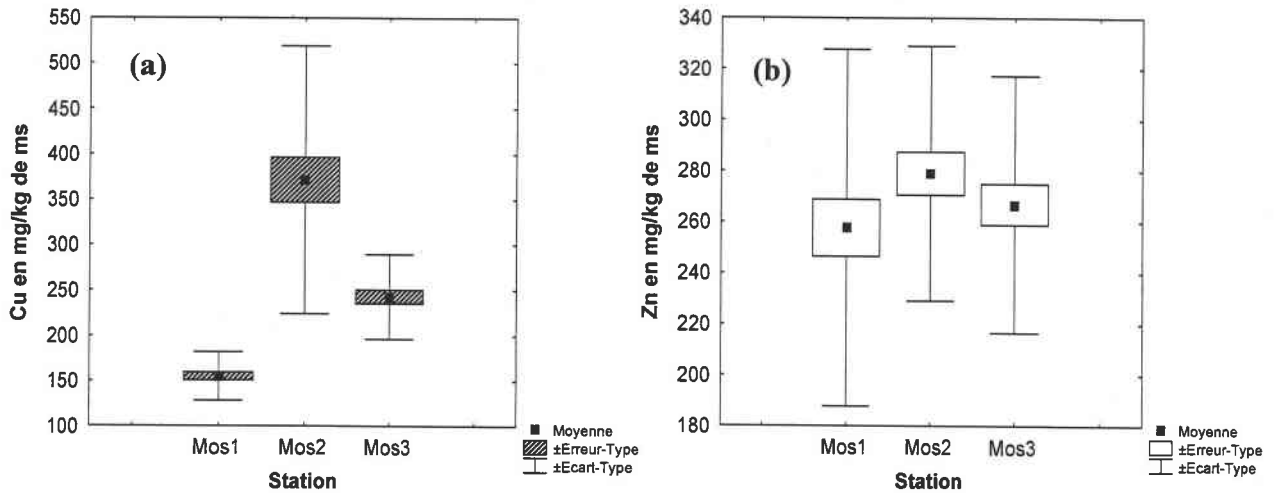 (a)
Cu en mg/kg de ms
550
500
450
400
350
300
250
200
150
100
Mos1 Mos2 Mos3
Station
Moyenne
±Erreur-Type
±Ecart-Type
(b)
Zn en mg/kg de ms
340
320
300
280
260
240
220
200
180
Mos1 Mos2 Mos3
Station
Moyenne
±Erreur-Type
±Ecart-Type